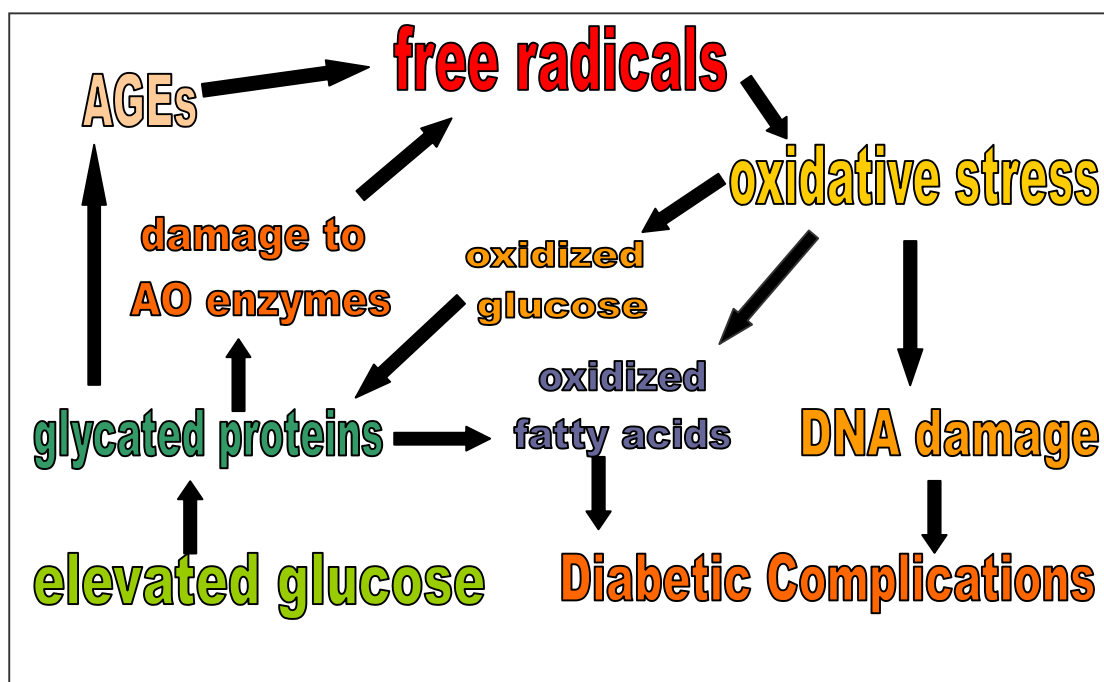 free radicals
AGEs
oxidative stress
damage to
AO enzymes
oxidized
glucose
oxidized
fatty acids
glycated proteins
DNA damage
elevated glucose
Diabetic Complications